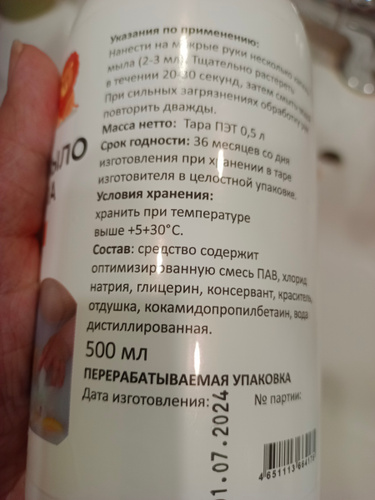 Указания по применению:
Нанести на мокрые руки несколько
мыла (2-3 мл). Тщательно растереть
в течении 20-30 секунд, затем смыть
При сильных загрязнениях обработку
повторить дважды.
Масса нетто: Тара ПЭТ 0,5 л
Срок годности: 36 месяцев со дня
изготовления при хранении в таре
изготовителя в целостной упаковке.
Условия хранения:
хранить при температуре
выше +5+30°С.
Состав: средство содержит
оптимизированную смесь ПАВ, хлорид
натрия, глицерин, консервант, краситель,
отдушка, кокамидопропилбетаин, вода
дистиллированная.
500 мл
ПЕРЕРАБАТЫВАЕМАЯ УПАКОВКА
Дата изготовления: № партии:
01.07.2024
ЫЛО
А